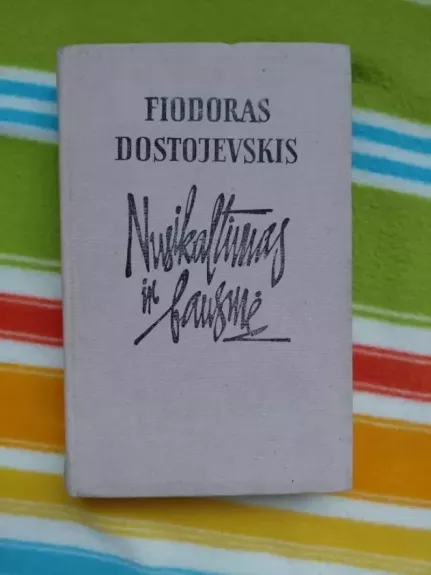 FIODORAS
DOSTOJEVSKIS
Nusikaltimas
ir
bausmė